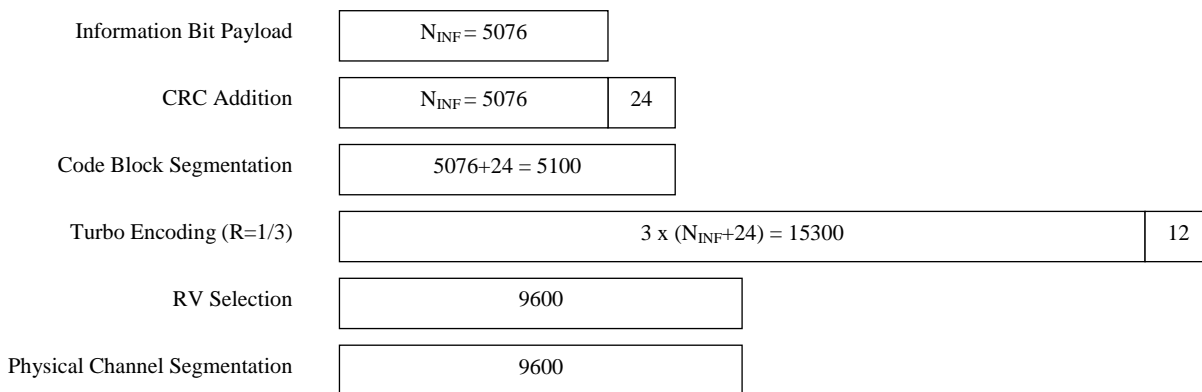 Information Bit Payload N_INF = 5076
CRC Addition N_INF = 5076 24
Code Block Segmentation 5076+24 = 5100
Turbo Encoding (R=1/3) 3 x (N_INF+24) = 15300 12
RV Selection 9600
Physical Channel Segmentation 9600